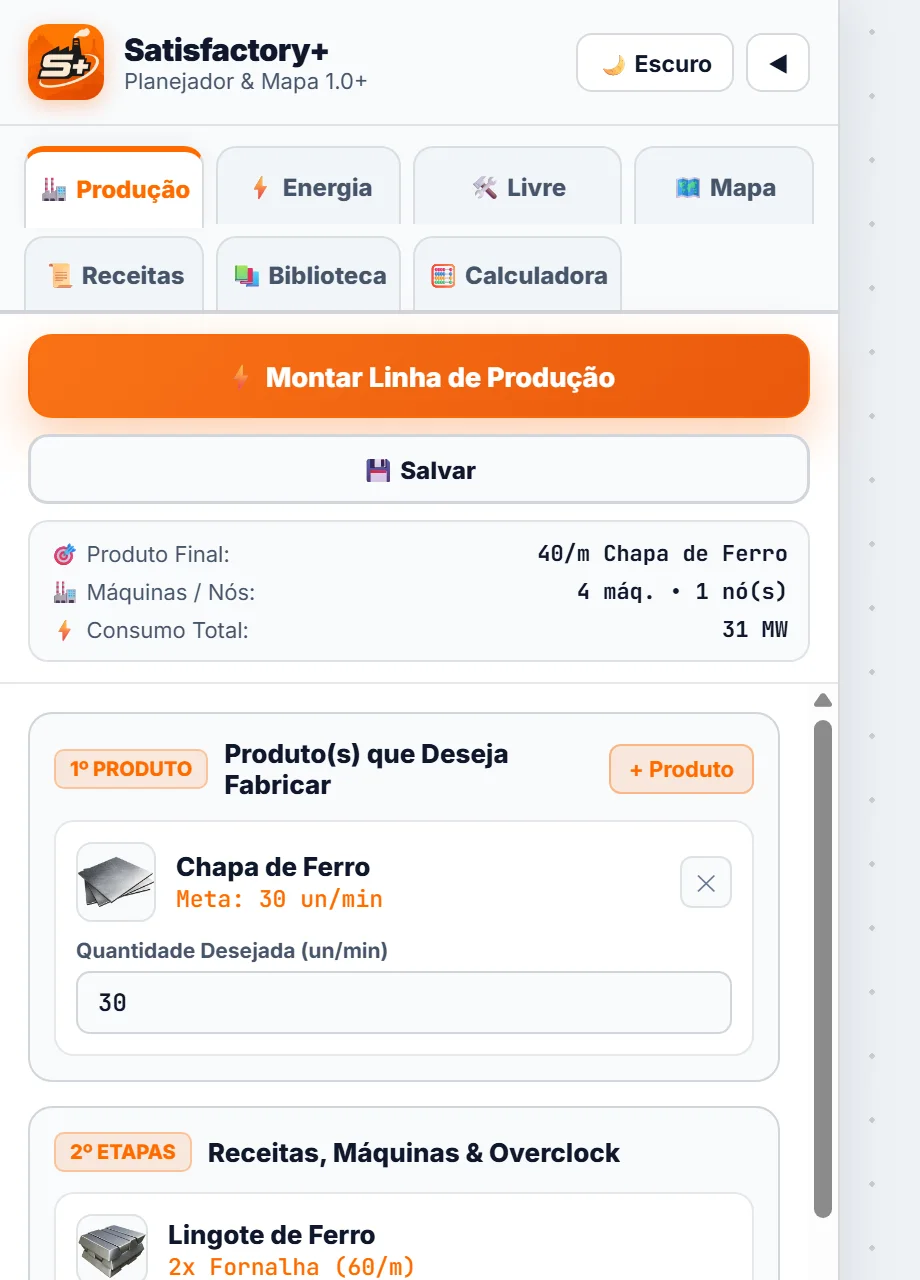 S+
Satisfactory+
Planejador & Mapa 1.0+
Escuro
Produção
Energia
Livre
Mapa
Receitas
Biblioteca
Calculadora
Montar Linha de Produção
Salvar
Produto Final: 40/m Chapa de Ferro
Máquinas / Nós: 4 máq. • 1 nó(s)
Consumo Total: 31 MW
1º PRODUTO
Produto(s) que Deseja
Fabricar
+ Produto
Chapa de Ferro
Meta: 30 un/min
Quantidade Desejada (un/min)
30
2º ETAPAS
Receitas, Máquinas & Overclock
Lingote de Ferro
2x Fornalha (60/m)